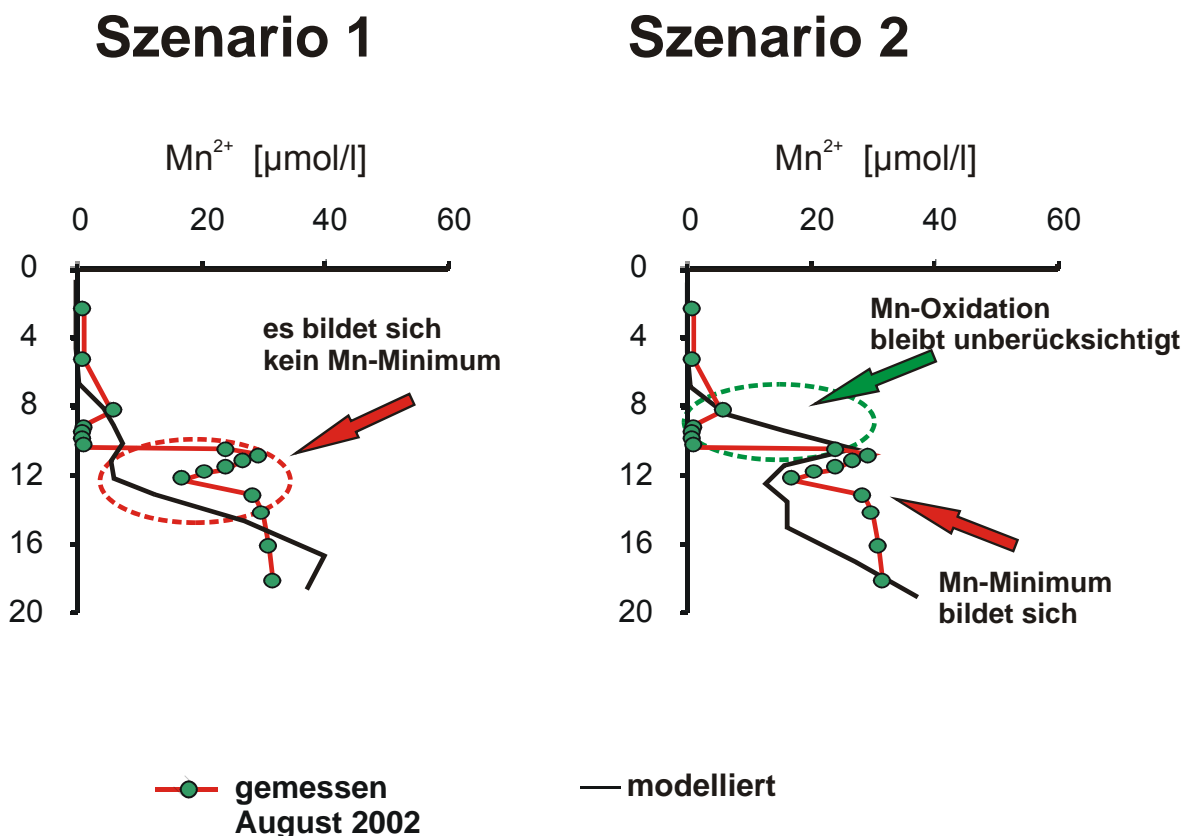 Szenario 1
Szenario 2
Mn²⁺ [µmol/l]
Mn²⁺ [µmol/l]
0 20 40 60
0 20 40 60
0
4
8
12
16
20
0
4
8
12
16
20
es bildet sich
kein Mn-Minimum
Mn-Oxidation
bleibt unberücksichtigt
Mn-Minimum
bildet sich
gemessen
August 2002
modelliert